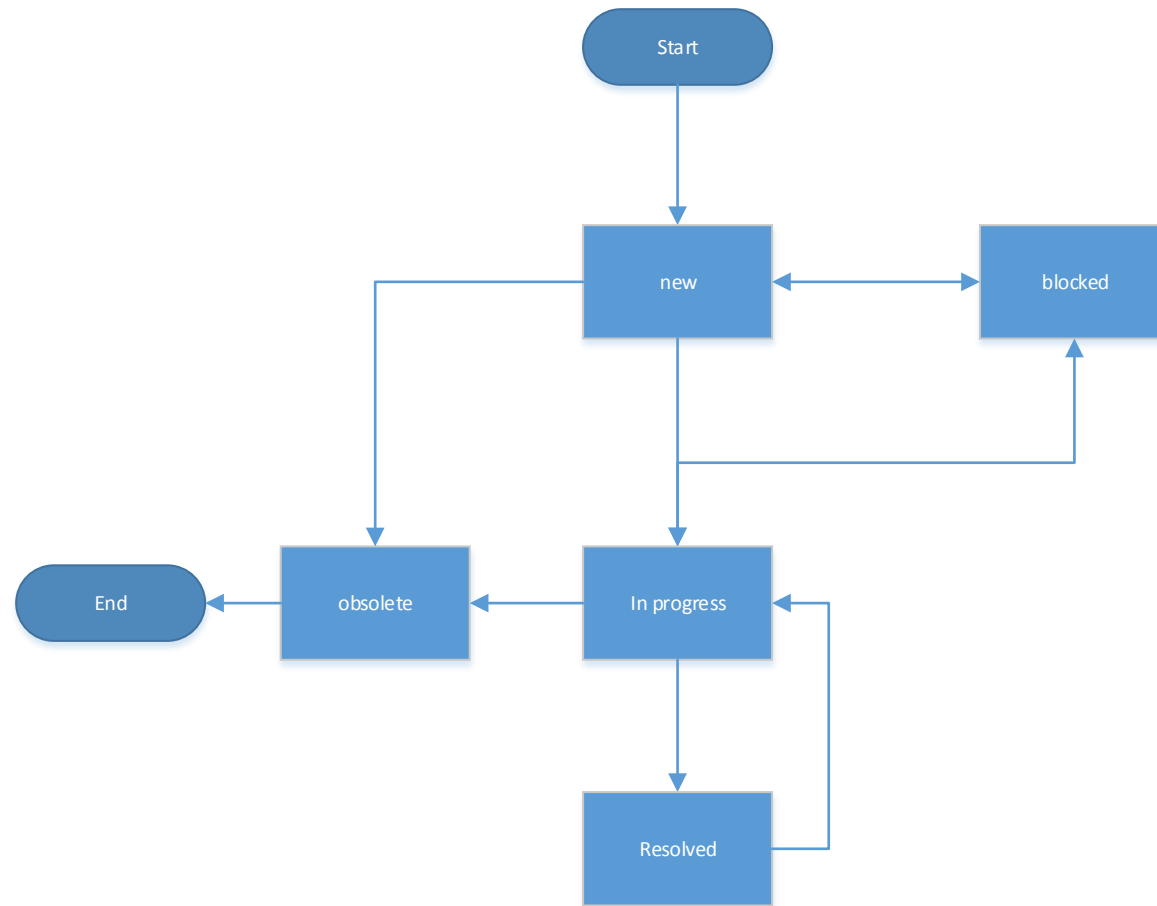 Start
new
blocked
End
obsolete
In progress
Resolved